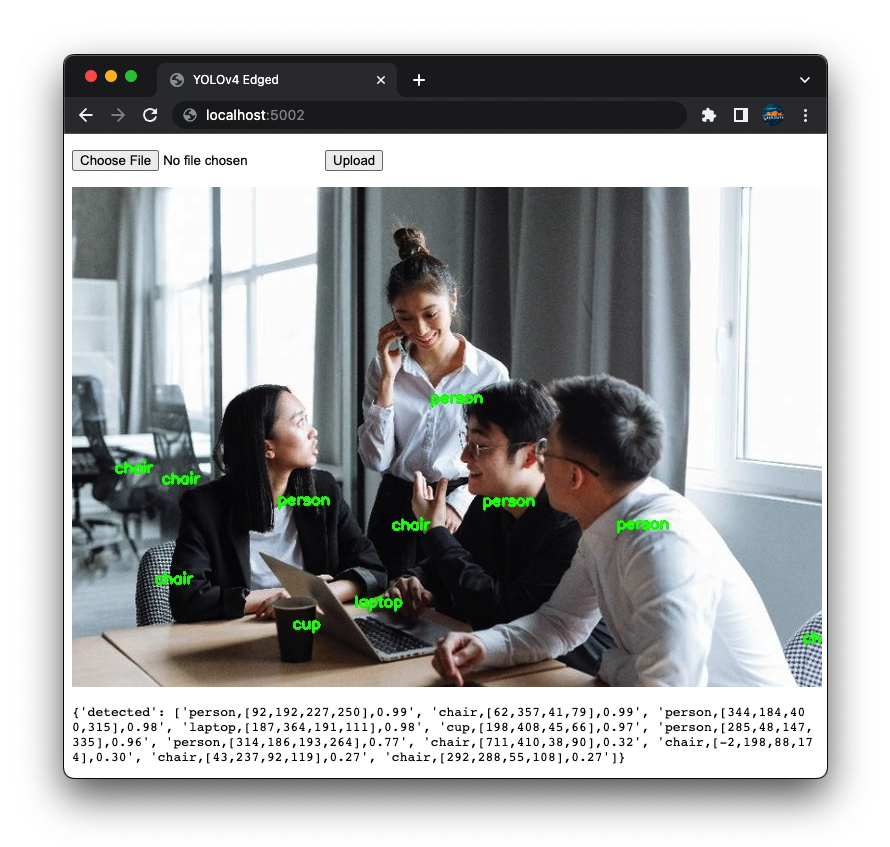 YOLOv4 Edged
localhost:5002
Choose File No file chosen Upload
person
chair
chair
person
person
chair
person
chair
laptop
cup
ch
{'detected': ['person,[92,192,227,250],0.99', 'chair,[62,357,41,79],0.99', 'person,[344,184,40
0,315],0.98', 'laptop,[187,364,191,111],0.98', 'cup,[198,408,45,66],0.97', 'person,[285,48,147,
335],0.96', 'person,[314,186,193,264],0.77', 'chair,[711,410,38,90],0.32', 'chair,[-2,198,88,17
4],0.30', 'chair,[43,237,92,119],0.27', 'chair,[292,288,55,108],0.27']}